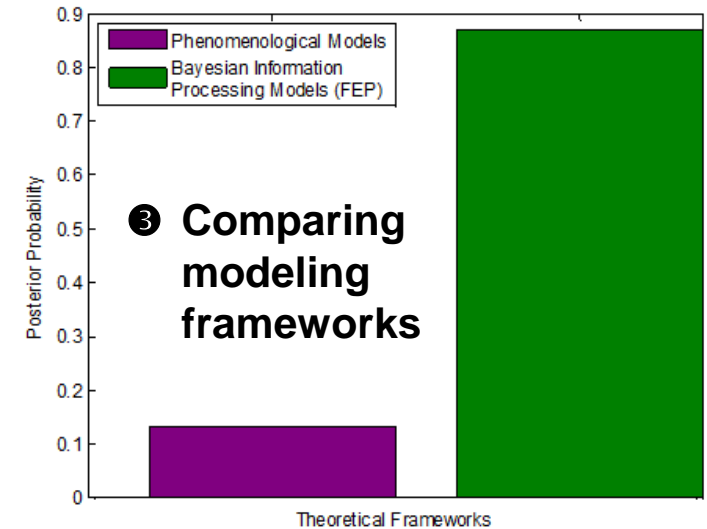 0.9
Phenomenological Models
Bayesian Information
Processing Models (FEP)
0.8
0.7
0.6
0.5
0.4
0.3
0.2
0.1
0
Posterior Probability
❸ Comparing
modeling
frameworks
Theoretical Frameworks